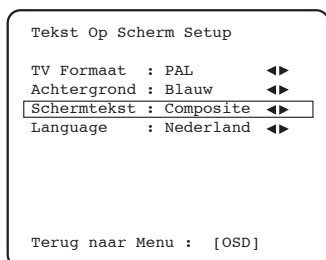 Tekst Op Scherm Setup
TV Formaat : PAL ◀▶
Achtergrond : Blauw ◀▶
Schermtekst : Composite ◀▶
Language : Nederland ◀▶
Terug naar Menu : [OSD]